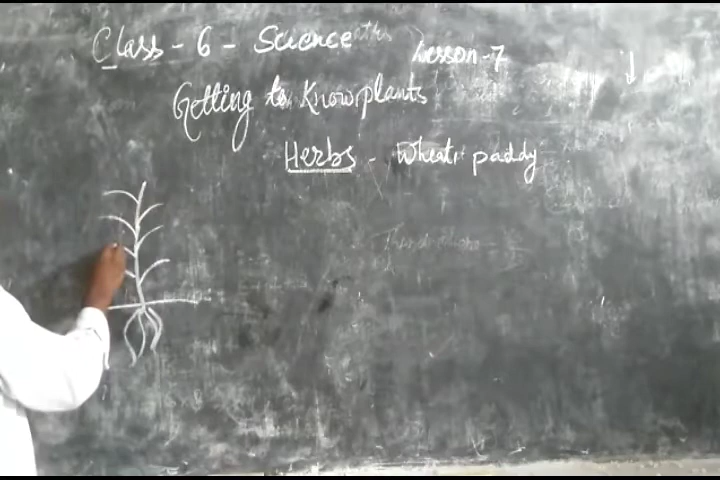 Class - 6 - Science
Lesson - 7
Getting to Know plants
Herbs - Wheat, paddy